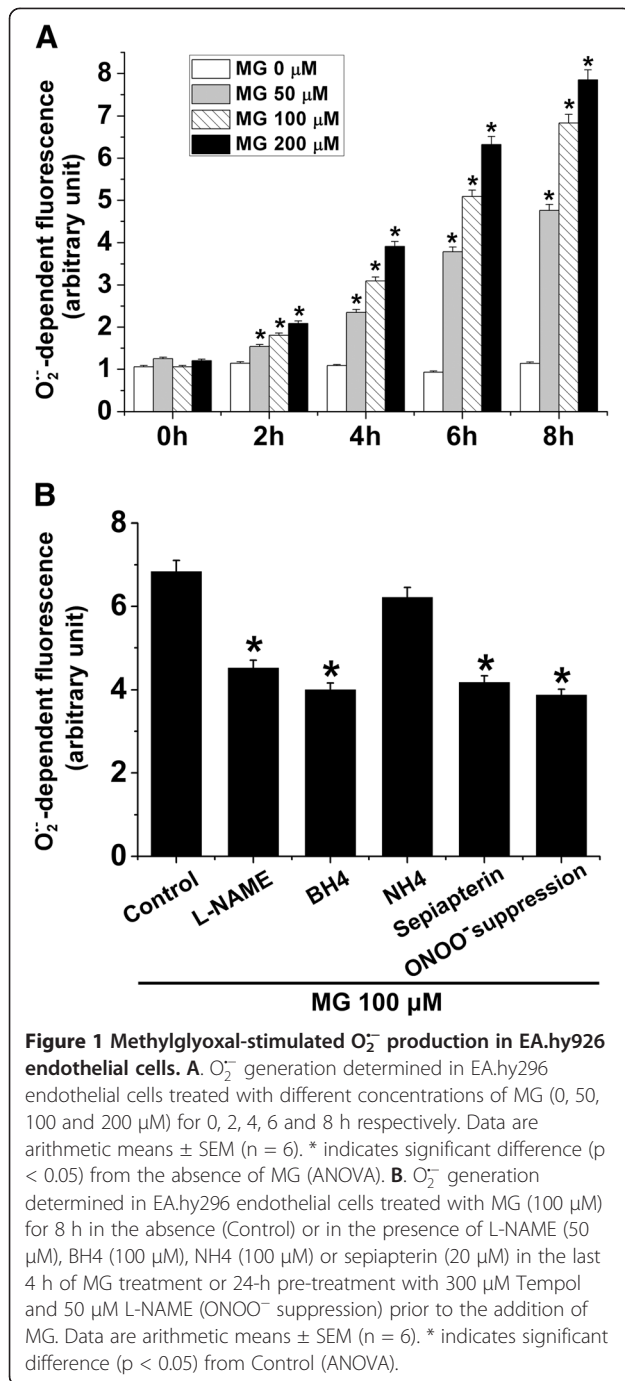 A
O₂·⁻-dependent fluorescence
(arbitrary unit)
8
7
6
5
4
3
2
1
0
MG 0 μM
MG 50 μM
MG 100 μM
MG 200 μM
* * *
* * *
* * *
* * *
0h 2h 4h 6h 8h
B
O₂·⁻-dependent fluorescence
(arbitrary unit)
8
6
4
2
0
* * * *
Control
L-NAME
BH4
NH4
Sepiapterin
ONOO⁻suppression
MG 100 μM
Figure 1 Methylglyoxal-stimulated O₂·⁻ production in EA.hy926
endothelial cells. A. O₂·⁻ generation determined in EA.hy296
endothelial cells treated with different concentrations of MG (0, 50,
100 and 200 μM) for 0, 2, 4, 6 and 8 h respectively. Data are
arithmetic means ± SEM (n = 6). * indicates significant difference (p
< 0.05) from the absence of MG (ANOVA). B. O₂·⁻ generation
determined in EA.hy296 endothelial cells treated with MG (100 μM)
for 8 h in the absence (Control) or in the presence of L-NAME (50
μM), BH4 (100 μM), NH4 (100 μM) or sepiapterin (20 μM) in the last
4 h of MG treatment or 24-h pre-treatment with 300 μM Tempol
and 50 μM L-NAME (ONOO⁻ suppression) prior to the addition of
MG. Data are arithmetic means ± SEM (n = 6). * indicates significant
difference (p < 0.05) from Control (ANOVA).